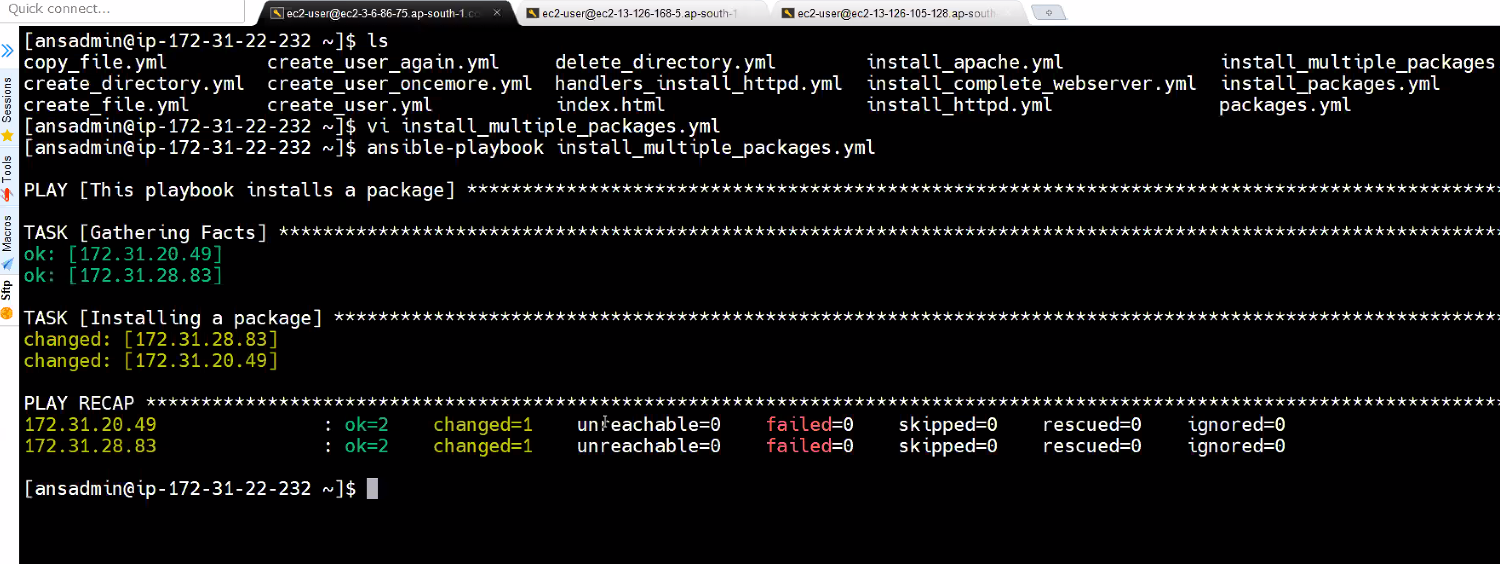 Quick connect...
ec2-user@ec2-3-6-86-75.ap-south-1.co
ec2-user@ec2-13-126-168-5.ap-south-1
ec2-user@ec2-13-126-105-128.ap-south
Sessions
Tools
Macros
Sftp
[ansadmin@ip-172-31-22-232 ~]$ ls
copy_file.yml create_user_again.yml delete_directory.yml install_apache.yml install_multiple_packages
create_directory.yml create_user_oncemore.yml handlers_install_httpd.yml install_complete_webserver.yml install_packages.yml
create_file.yml create_user.yml index.html install_httpd.yml packages.yml
[ansadmin@ip-172-31-22-232 ~]$ vi install_multiple_packages.yml
[ansadmin@ip-172-31-22-232 ~]$ ansible-playbook install_multiple_packages.yml
PLAY [This playbook installs a package] **********************************************************************************************
TASK [Gathering Facts] ***************************************************************************************************************
ok: [172.31.20.49]
ok: [172.31.28.83]
TASK [Installing a package] **********************************************************************************************************
changed: [172.31.28.83]
changed: [172.31.20.49]
PLAY RECAP ***************************************************************************************************************************
172.31.20.49 : ok=2 changed=1 unreachable=0 failed=0 skipped=0 rescued=0 ignored=0
172.31.28.83 : ok=2 changed=1 unreachable=0 failed=0 skipped=0 rescued=0 ignored=0
[ansadmin@ip-172-31-22-232 ~]$